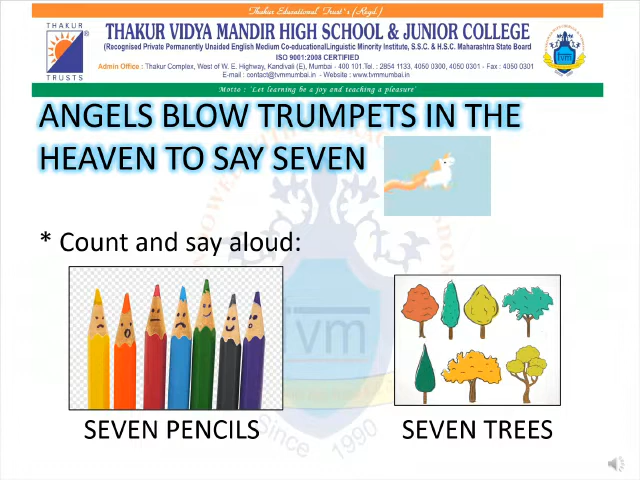 Thakur Educational Trust's (Regd.)
THAKUR VIDYA MANDIR HIGH SCHOOL & JUNIOR COLLEGE
(Recognised Private Permanently Unaided English Medium Co-educationalLinguistic Minority Institute, S.S.C. & H.S.C. Maharashtra State Board
ISO 9001:2008 CERTIFIED
Admin Office : Thakur Complex, West of W. E. Highway, Kandivali (E), Mumbai - 400 101.Tel. : 2854 1133, 4050 0300, 4050 0301 - Fax : 4050 0301
E-mail : contact@tvmmumbai.in - Website : www.tvmmumbai.in
THAKUR
TRUSTS
Motto : "Let learning be a joy and teaching a pleasure"
ANGELS BLOW TRUMPETS IN THE
HEAVEN TO SAY SEVEN
* Count and say aloud:
tvm
SEVEN PENCILS
SEVEN TREES
Since 1990